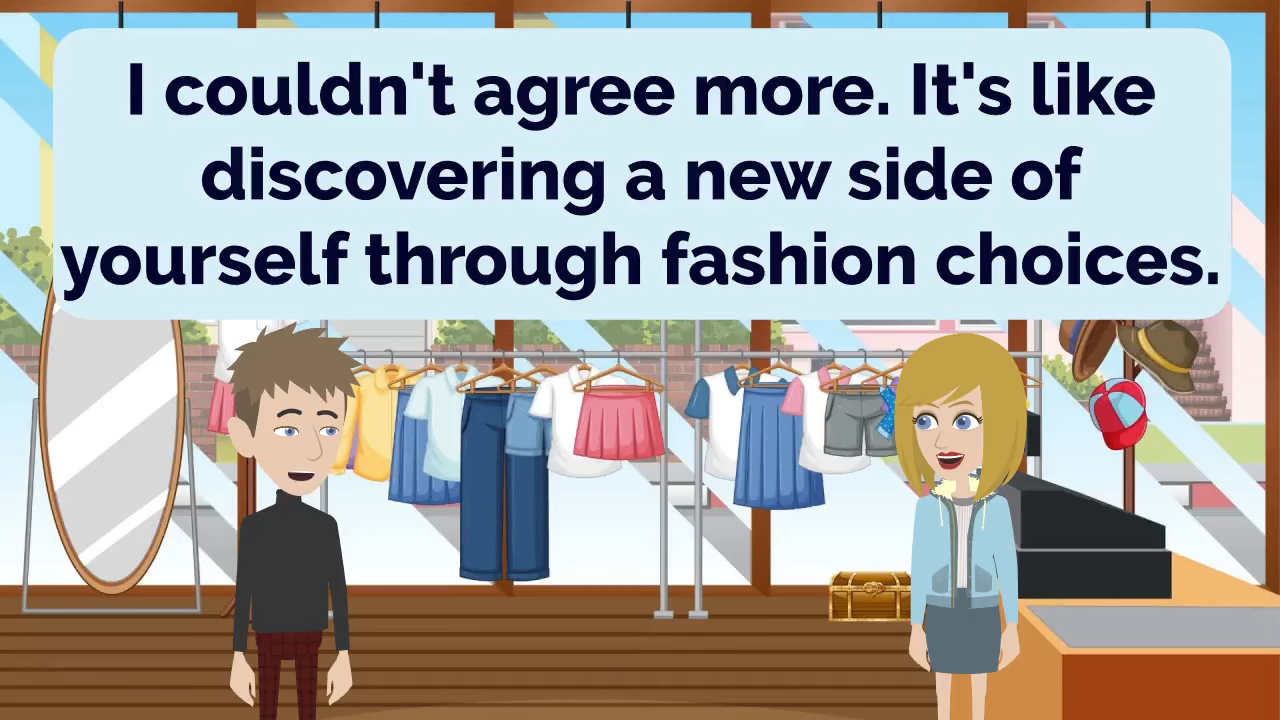 I couldn't agree more. It's like
discovering a new side of
yourself through fashion choices.